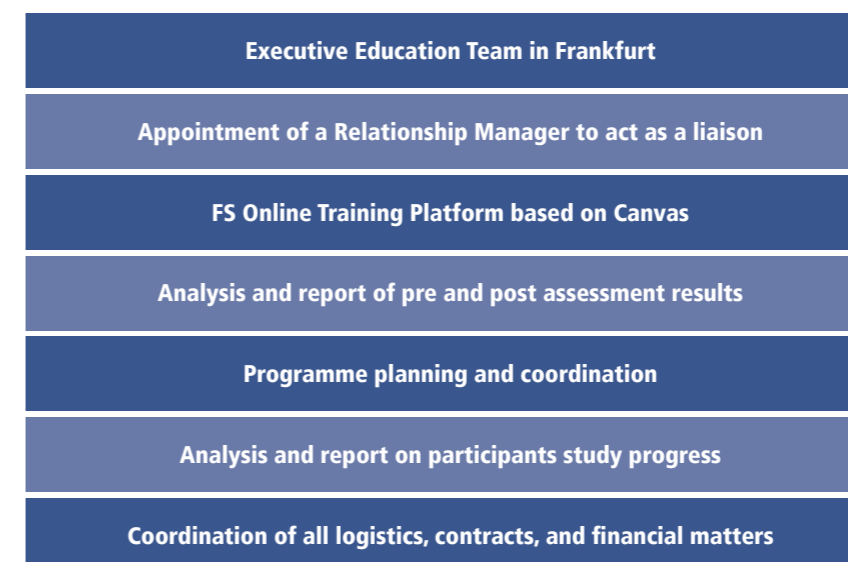 Executive Education Team in Frankfurt
Appointment of a Relationship Manager to act as a liaison
FS Online Training Platform based on Canvas
Analysis and report of pre and post assessment results
Programme planning and coordination
Analysis and report on participants study progress
Coordination of all logistics, contracts, and financial matters